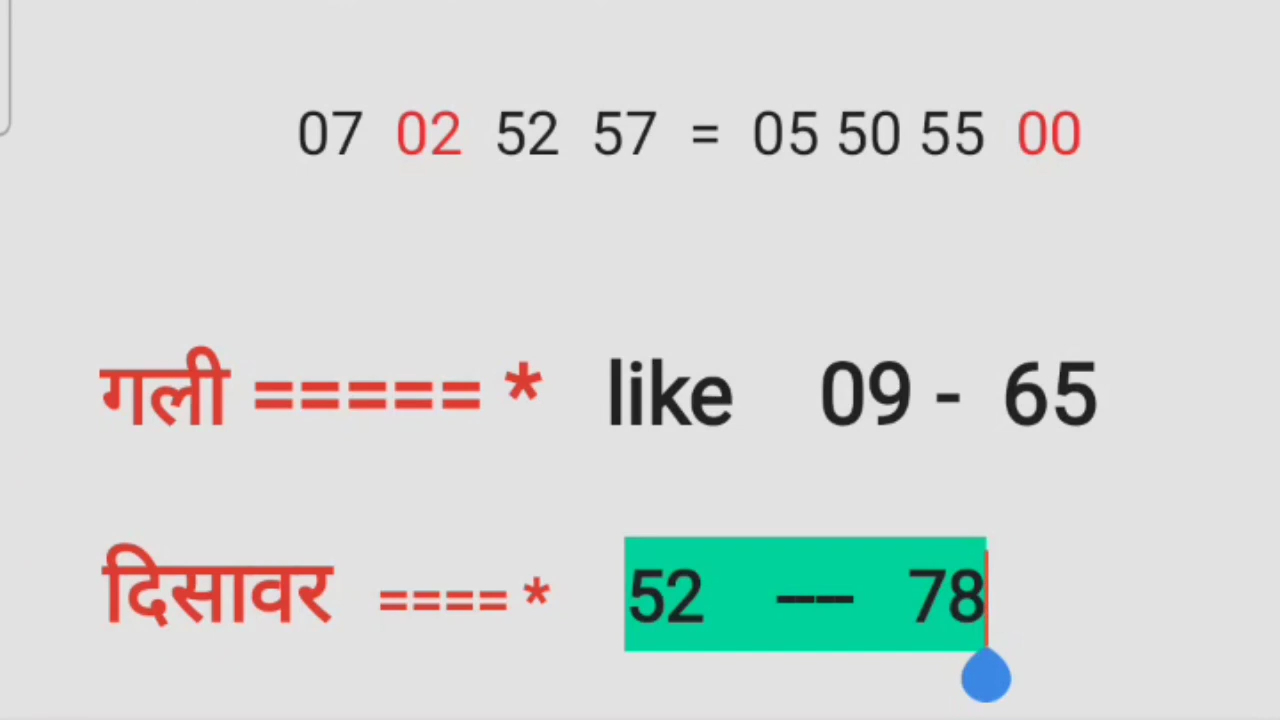 07 02 52 57 = 05 50 55 00
गली ===== * like 09 - 65
दिसावर ==== * 52 --- 78